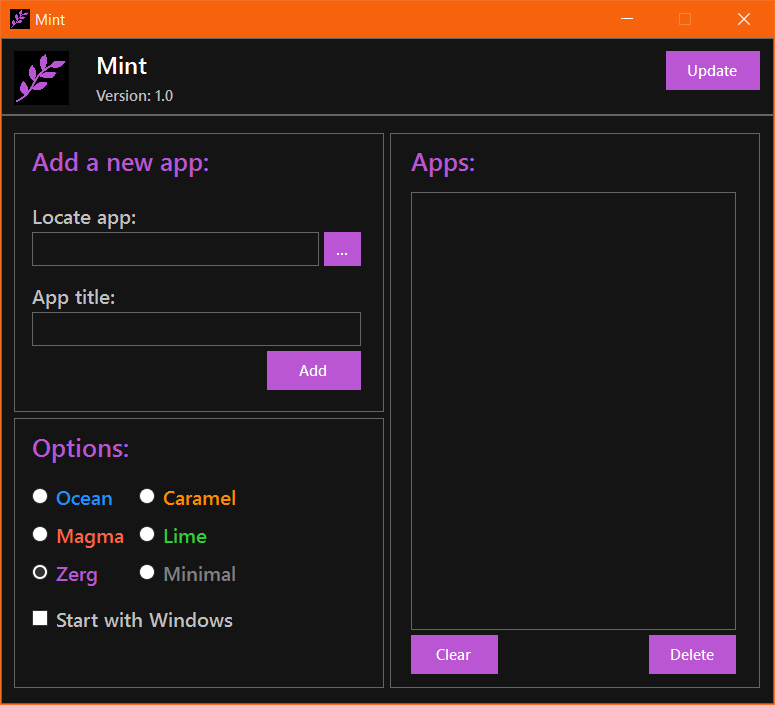 Mint
Mint
Version: 1.0
Update
Add a new app:
Locate app:
...
App title:
Add
Options:
Ocean
Caramel
Magma
Lime
Zerg
Minimal
Start with Windows
Apps:
Clear
Delete